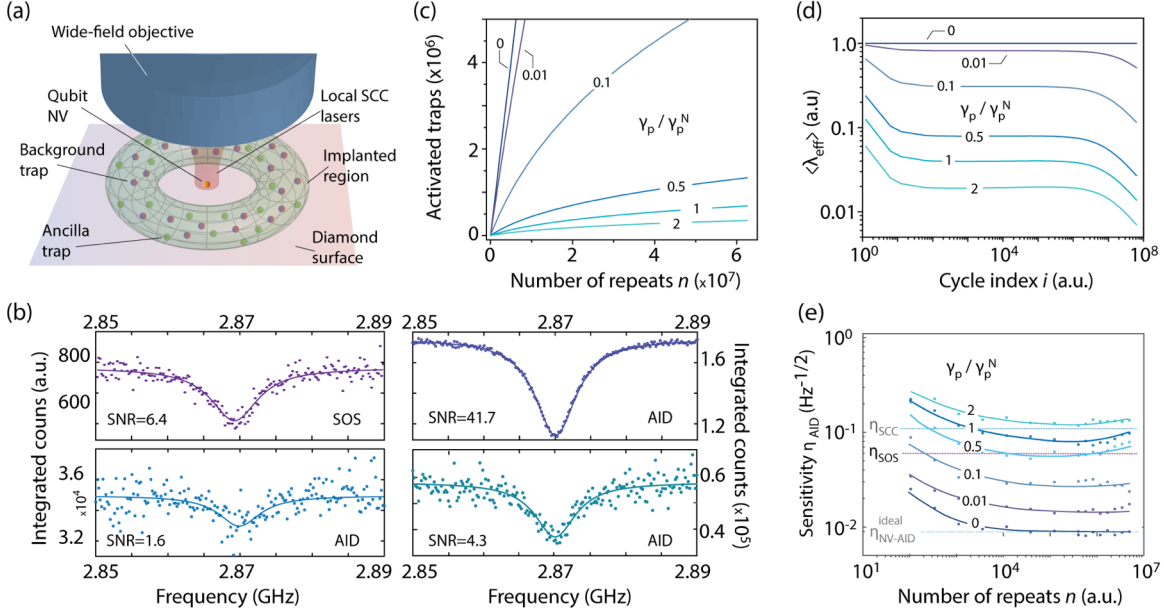 (a)
Wide-field objective
Qubit
NV
Local SCC
lasers
Background
trap
Implanted
region
Ancilla
trap
Diamond
surface
(b)
2.85 2.87 2.89
800
600
SNR=6.4 SOS
3.6
×10⁴
3.2
SNR=1.6 AID
2.85 2.87 2.89
Frequency (GHz)
Integrated couns (a.u.)
2.85 2.87 2.89
1.6
1.2
SNR=41.7 AID
0.6
0.4
SNR=4.3 AID
2.85 2.87 2.89
Frequency (GHz)
Integrated counts (x10⁵)
(c)
Activated traps (x10⁶)
4
2
0
0
0.01
0.1
γp / γpᴺ
0.5
1
2
0 2 4 6
Number of repeats n (x10⁷)
(d)
<λeff> (a.u)
1.0
0.1
0.01
0
0.01
0.1
γp / γpᴺ
0.5
1
2
10⁰ 10⁴ 10⁸
Cycle index i (a.u.)
(e)
Sensitivity ηAID (Hz⁻¹/²)
10⁰
10⁻¹
10⁻²
γp / γpᴺ
2
ηSCC
1
0.5
ηSOS
0.1
0.01
0
ideal
ηNV-AID
10¹ 10⁴ 10⁷
Number of repeats n (a.u.)